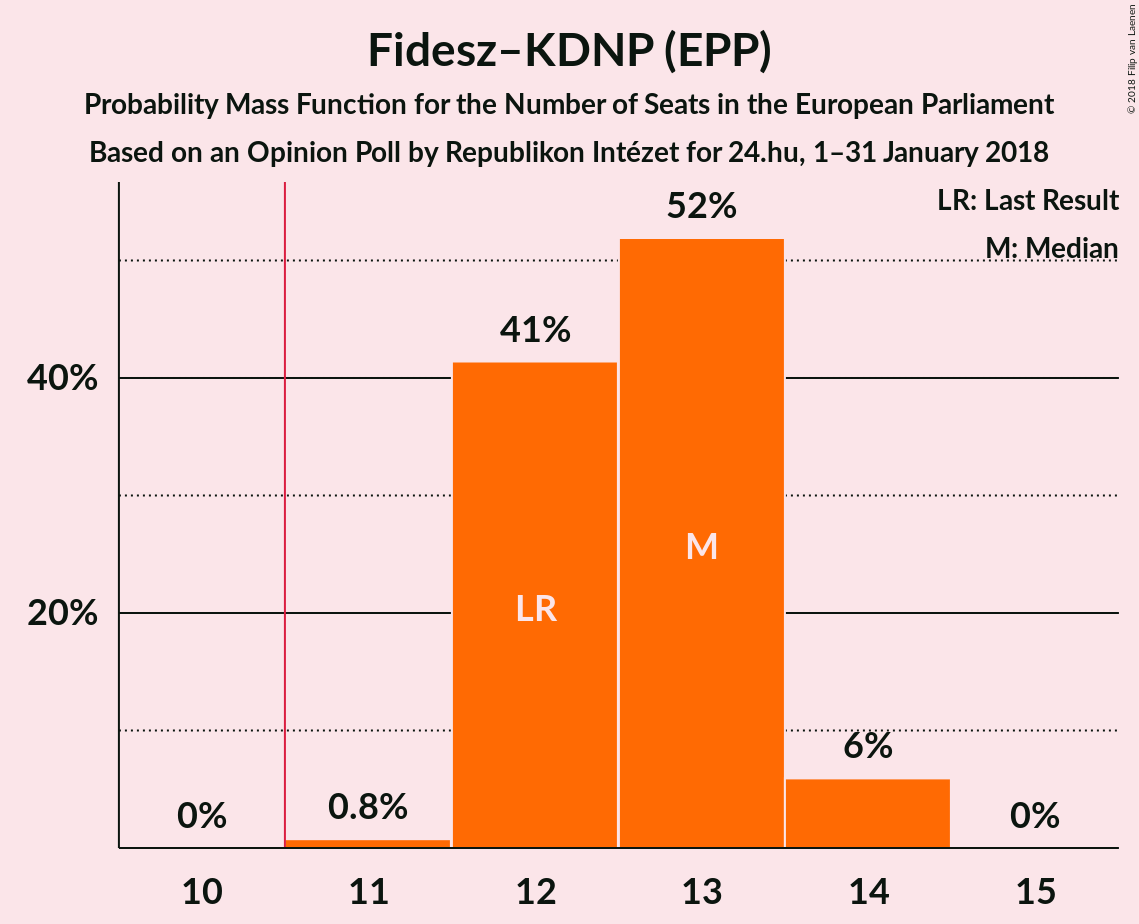 Fidesz–KDNP (EPP)
Probability Mass Function for the Number of Seats in the European Parliament
Based on an Opinion Poll by Republikon Intézet for 24.hu, 1–31 January 2018
© 2018 Filip van Laenen
LR: Last Result
M: Median
52%
41%
40%
M
LR
20%
6%
0.8%
0%
0%
10
11
12
13
14
15